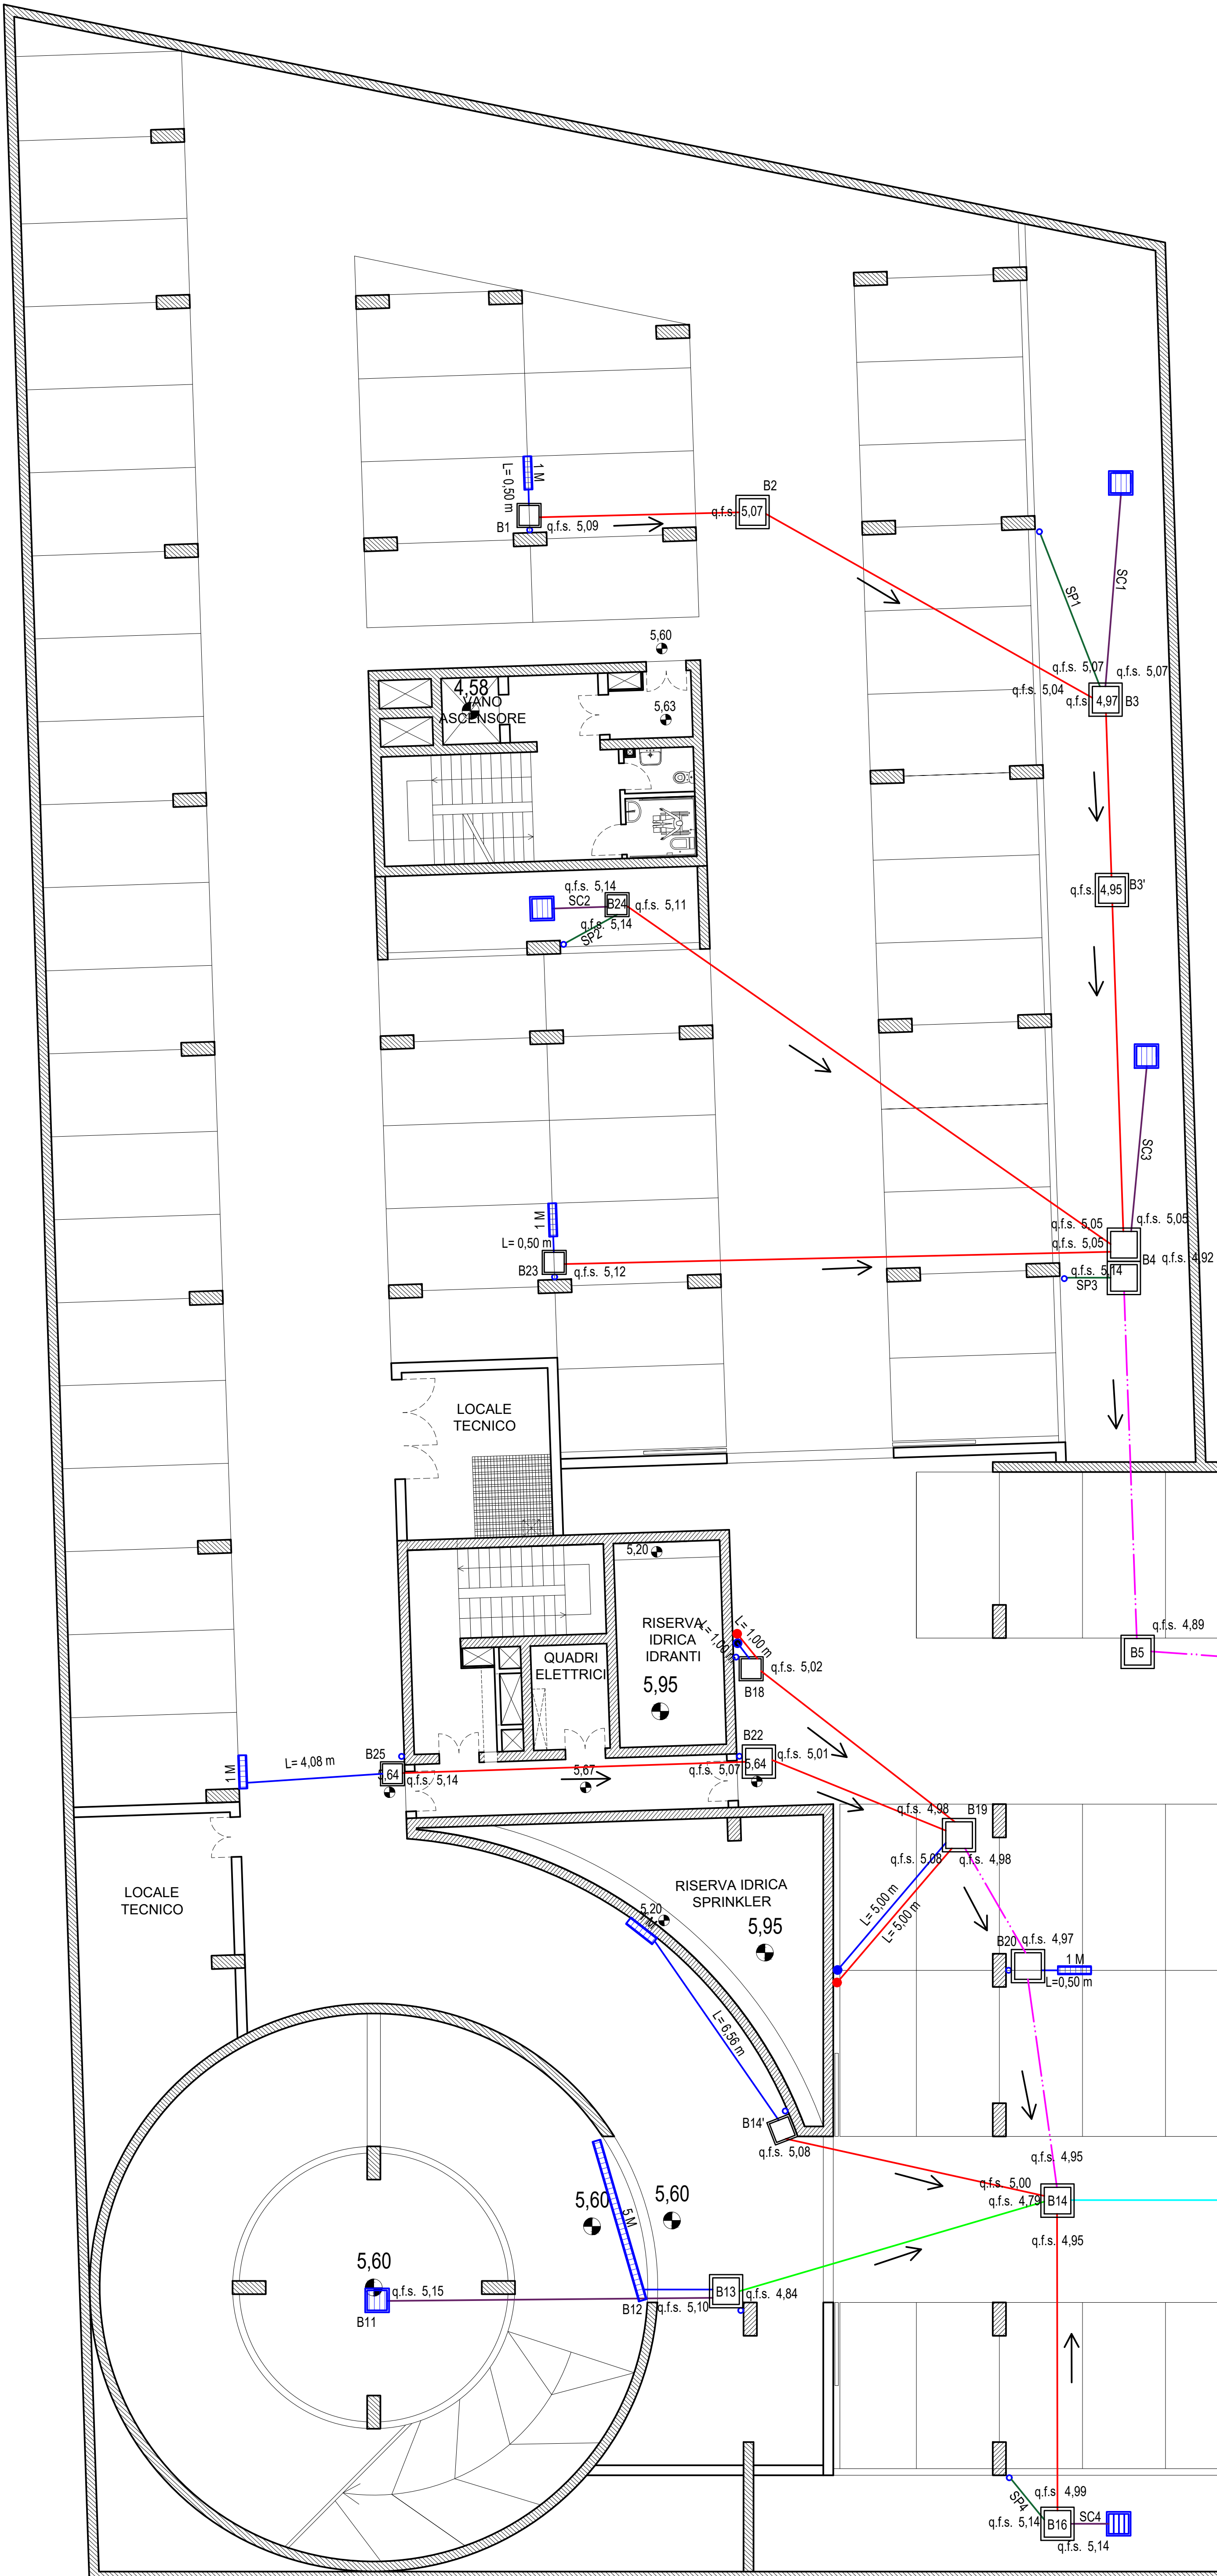 1 M
L= 0,50 m
B1
q.f.s. 5,09
B2
q.f.s. 5,07
SC1
SP1
q.f.s. 5,07
q.f.s. 5,07
q.f.s. 5,04
q.f.s. 4,97
B3
5,60
4,58
VANO
ASCENSORE
5,63
q.f.s. 4,95
B3'
q.f.s. 5,14
SC2
B24
q.f.s. 5,11
q.f.s. 5,14
SP2
SC3
1 M
L= 0,50 m
B23
q.f.s. 5,12
q.f.s. 5,05
q.f.s. 5,05
q.f.s. 5,05
B4
q.f.s. 4,92
q.f.s. 5,14
SP3
LOCALE
TECNICO
5,20
RISERVA
IDRICA
IDRANTI
5,95
QUADRI
ELETTRICI
L= 1,00 m
L= 1,00 m
q.f.s. 5,02
B18
q.f.s. 4,89
B5
1 M
L= 4,08 m
B25
5,64
q.f.s. 5,14
5,67
B22
q.f.s. 5,07
5,64
q.f.s. 5,01
q.f.s. 4,98
B19
q.f.s. 5,08
q.f.s. 4,98
LOCALE
TECNICO
RISERVA IDRICA
SPRINKLER
5,20
1 M
5,95
L= 5,00 m
L= 5,00 m
B20
q.f.s. 4,97
1 M
L=0,50 m
L= 6,56 m
B14'
q.f.s. 5,08
q.f.s. 4,95
q.f.s. 5,00
q.f.s. 4,79
B14
q.f.s. 4,95
5,60
5,60
5 M
5,60
q.f.s. 5,15
B11
B12
q.f.s. 5,10
B13
q.f.s. 4,84
SP4
q.f.s. 4,99
q.f.s. 5,14
B16
SC4
q.f.s. 5,14